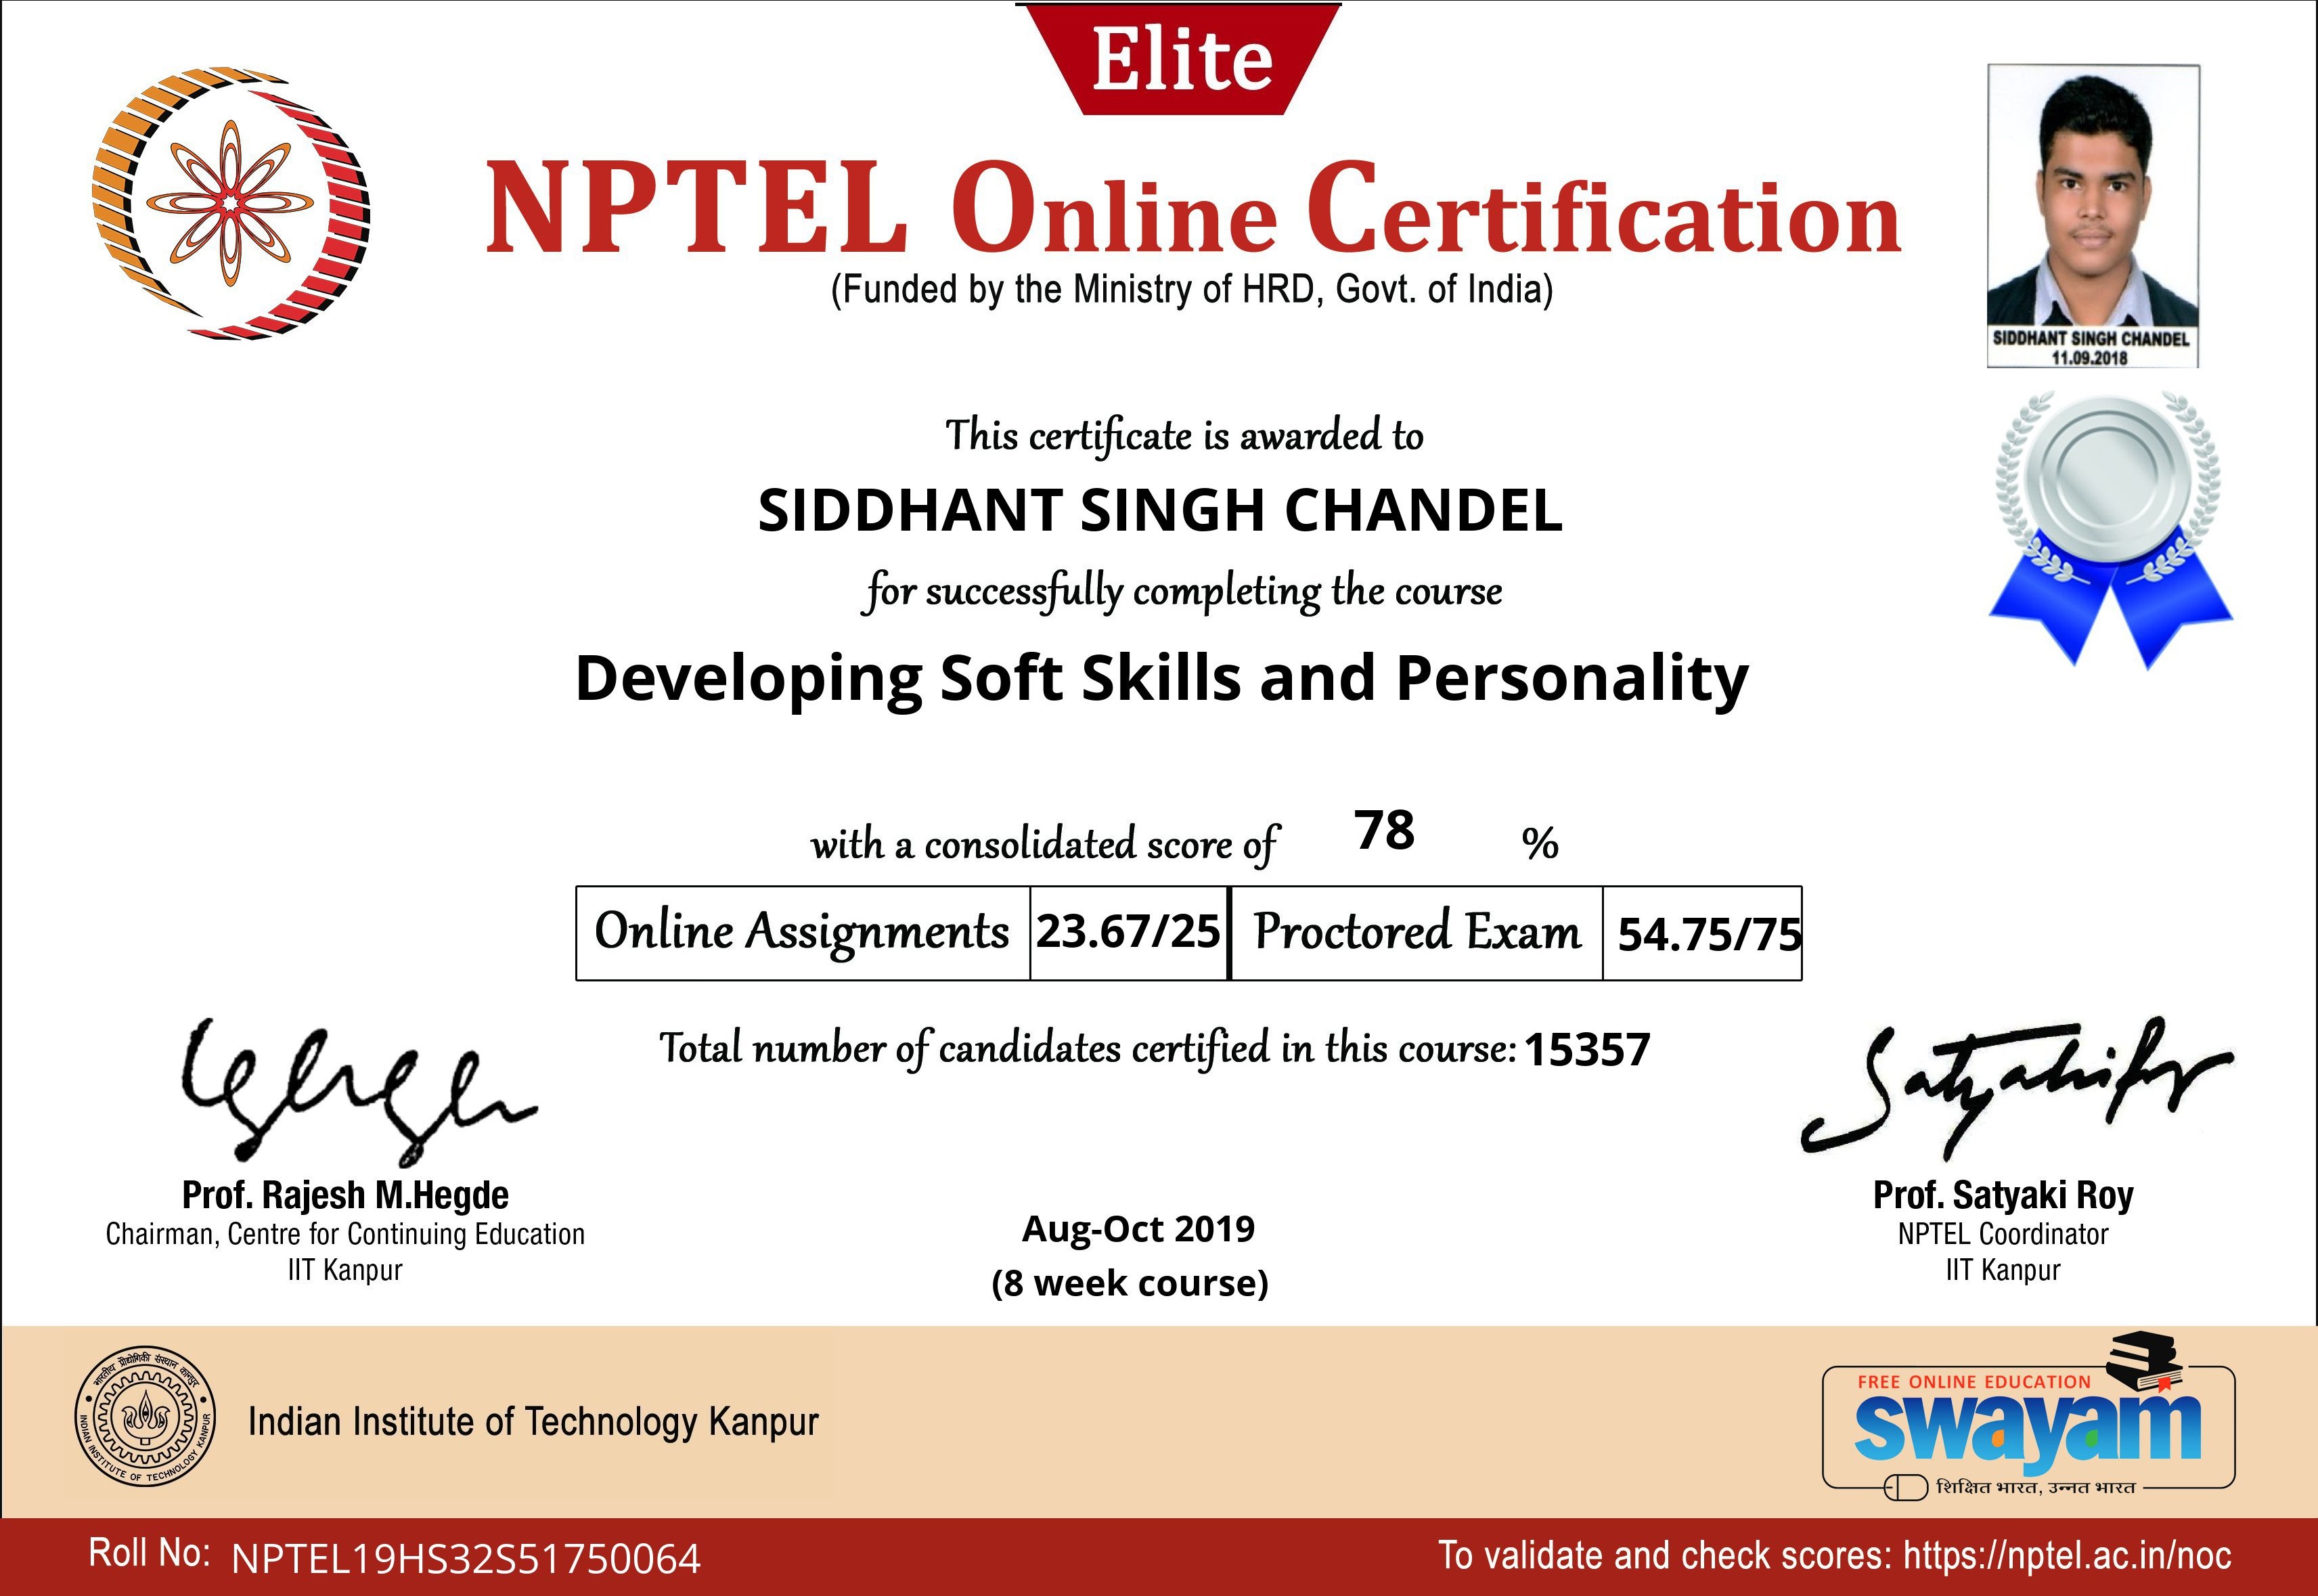 Elite
NPTEL Online Certification
(Funded by the Ministry of HRD, Govt. of India)
SIDDHANT SINGH CHANDEL
11.09.2018
This certificate is awarded to
SIDDHANT SINGH CHANDEL
for successfully completing the course
Developing Soft Skills and Personality
with a consolidated score of 78 %
Online Assignments 23.67/25 Proctored Exam 54.75/75
Total number of candidates certified in this course: 15357
Prof. Rajesh M.Hegde
Chairman, Centre for Continuing Education
IIT Kanpur
Aug-Oct 2019
(8 week course)
Prof. Satyaki Roy
NPTEL Coordinator
IIT Kanpur
भारतीय प्रौद्योगिकी संस्थान कानपुर
INDIAN INSTITUTE OF TECHNOLOGY KANPUR
Indian Institute of Technology Kanpur
FREE ONLINE EDUCATION
swayam
शिक्षित भारत, उन्नत भारत
Roll No: NPTEL19HS32S51750064
To validate and check scores: https://nptel.ac.in/noc